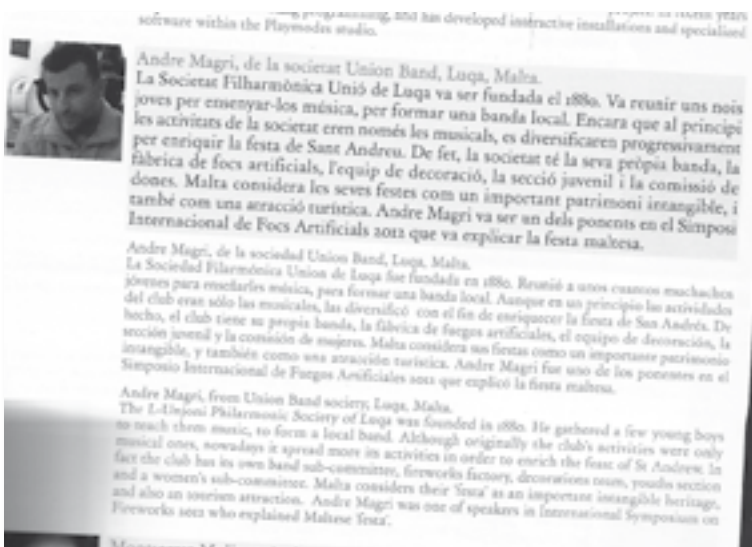 programming, and has developed instructive installations and specialized
software within the Playmodes studio.
Andre Magri, de la societat Union Band, Luqa, Malta.
La Societat Filharmònica Unió de Luqa va ser fundada el 1880. Va reunir uns nois
joves per ensenyar-los música, per formar una banda local. Encara que al principi
les activitats de la societat eren només les musicals, es diversificaren progressivament
per enriquir la festa de Sant Andreu. De fet, la societat té la seva pròpia banda, la
fàbrica de focs artificials, l'equip de decoració, la secció juvenil i la comissió de
dones. Malta considera les seves festes com un important patrimoni intangible, i
també com una atracció turística. Andre Magri va ser un dels ponents en el Simposi
Internacional de Focs Artificials 2012 que va explicar la festa maltesa.
Andre Magri, de la sociedad Union Band, Luqa, Malta.
La Sociedad Filarmónica Union de Luqa fue fundada en 1880. Reunió a unos cuantos muchachos
jóvenes para enseñarles música, para formar una banda local. Aunque en un principio las actividades
del club eran sólo las musicales, las diversificó con el fin de enriquecer la fiesta de San Andrés. De
hecho, el club tiene su propia banda, la fábrica de fuegos artificiales, el equipo de decoración, la
sección juvenil y la comisión de mujeres. Malta considera sus fiestas como un importante patrimonio
intangible, y también como una atracción turística. Andre Magri fue uno de los ponentes en el
Simposio Internacional de Fuegos Artificiales 2012 que explicó la fiesta maltesa.
Andre Magri, from Union Band society, Luqa, Malta.
The L-Unjoni Philarmonic Society of Luqa was founded in 1880. He gathered a few young boys
to teach them music, to form a local band. Although originally the club's activities were only
musical ones, nowadays it spread more its activities in order to enrich the feast of St Andrew. In
fact the club has its own band sub-committee, fireworks factory, decorations team, youths section
and a women's sub-committee. Malta considers their 'festa' as an important intangible heritage,
and also an tourism attraction. Andre Magri was one of speakers in International Symposium on
Fireworks 2012 who explained Maltese 'festa'.